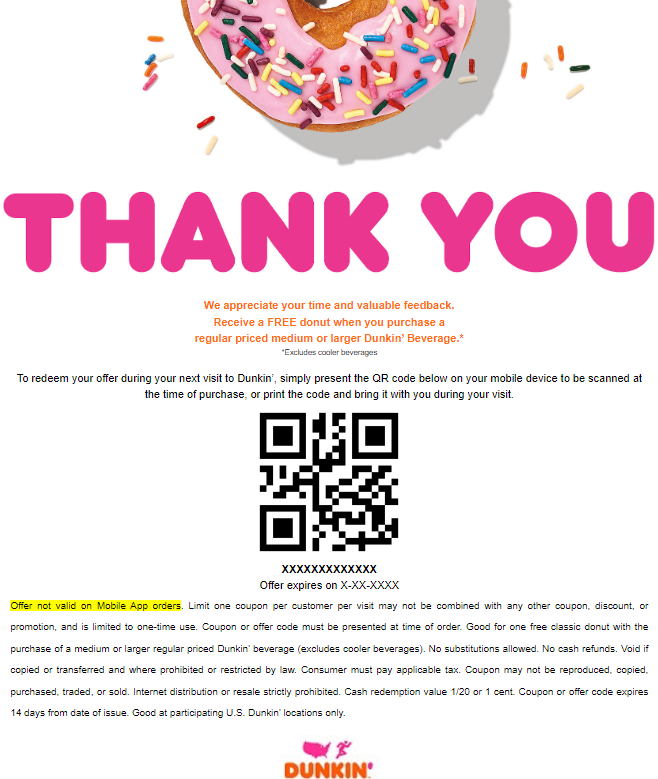 THANK YOU
We appreciate your time and valuable feedback.
Receive a FREE donut when you purchase a
regular priced medium or larger Dunkin' Beverage.*
*Excludes cooler beverages
To redeem your offer during your next visit to Dunkin', simply present the QR code below on your mobile device to be scanned at
the time of purchase, or print the code and bring it with you during your visit.
XXXXXXXXXXXXX
Offer expires on X-XX-XXXX
Offer not valid on Mobile App orders. Limit one coupon per customer per visit may not be combined with any other coupon, discount, or
promotion, and is limited to one-time use. Coupon or offer code must be presented at time of order. Good for one free classic donut with the
purchase of a medium or larger regular priced Dunkin' beverage (excludes cooler beverages). No substitutions allowed. No cash refunds. Void if
copied or transferred and where prohibited or restricted by law. Consumer must pay applicable tax. Coupon may not be reproduced, copied,
purchased, traded, or sold. Internet distribution or resale strictly prohibited. Cash redemption value 1/20 or 1 cent. Coupon or offer code expires
14 days from date of issue. Good at participating U.S. Dunkin' locations only.
DUNKIN'